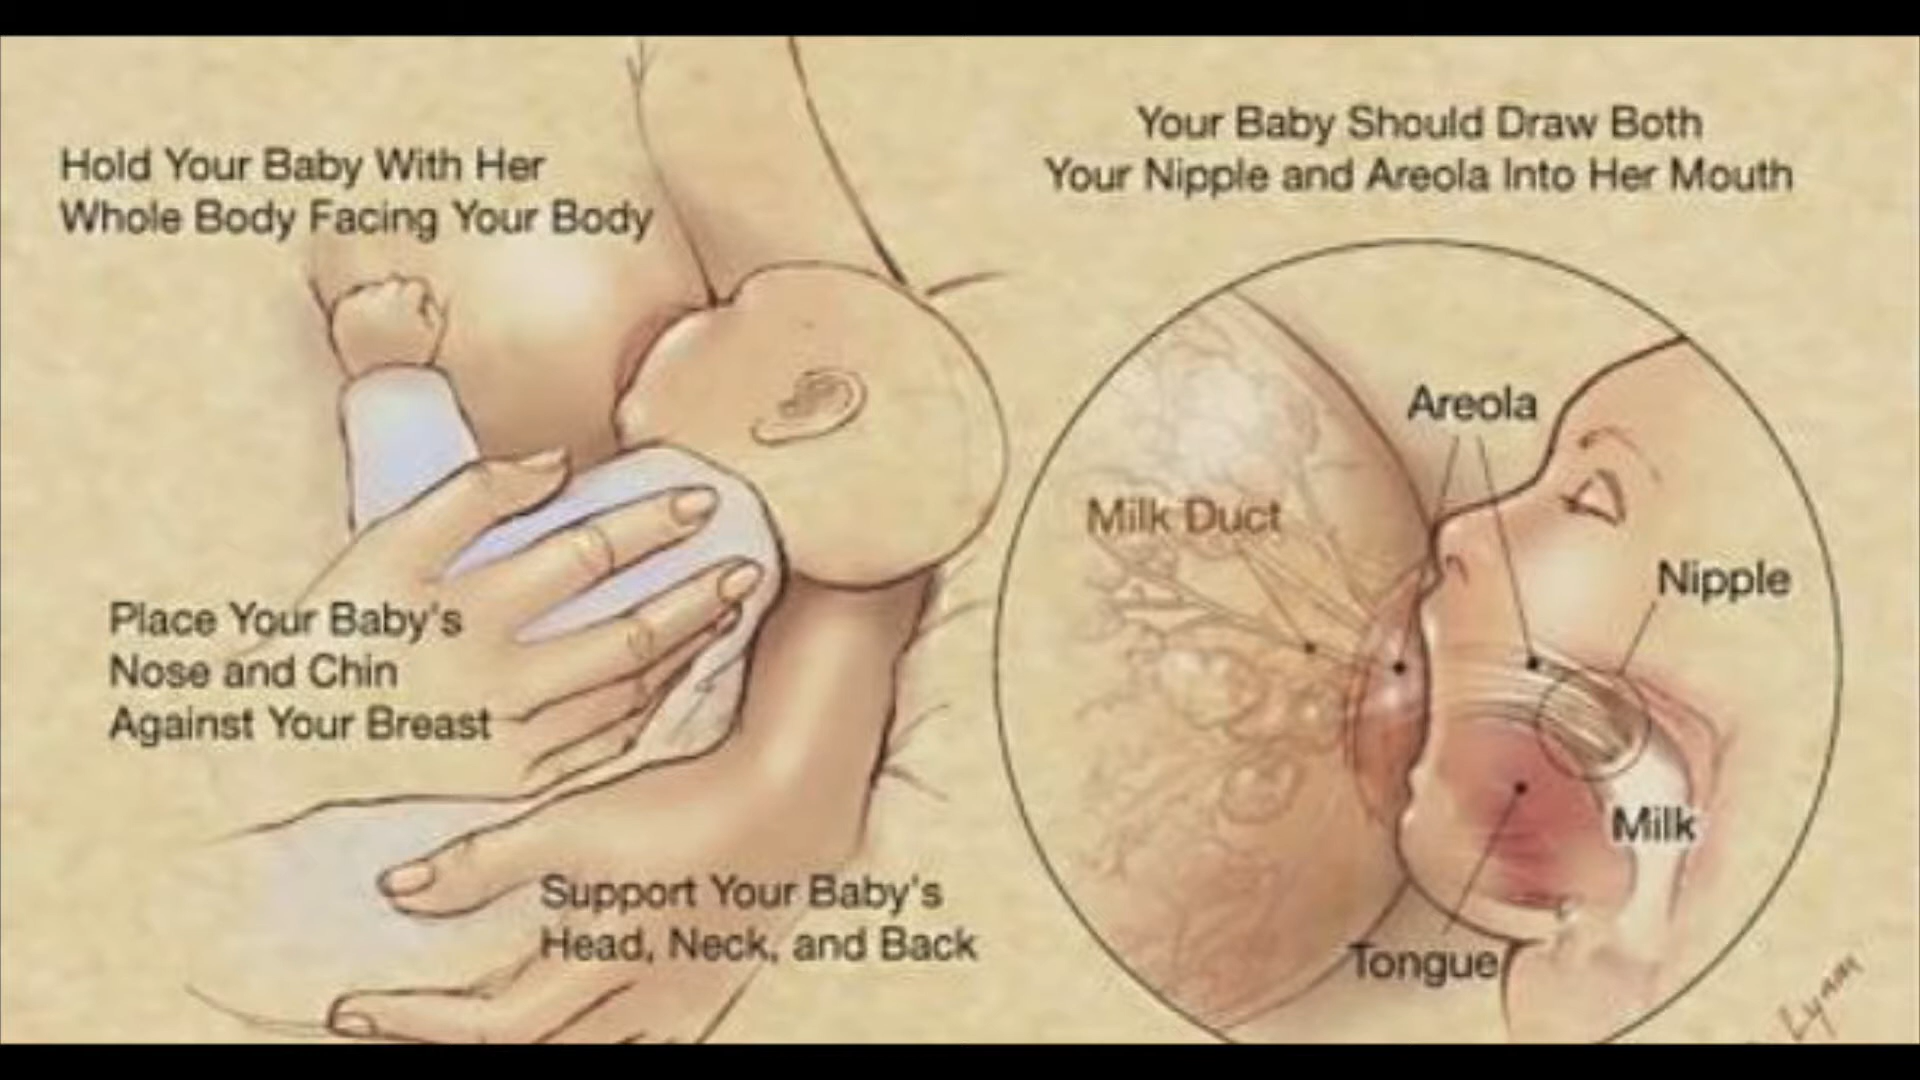 Hold Your Baby With Her
Whole Body Facing Your Body
Place Your Baby's
Nose and Chin
Against Your Breast
Support Your Baby's
Head, Neck, and Back
Your Baby Should Draw Both
Your Nipple and Areola Into Her Mouth
Areola
Milk Duct
Nipple
Milk
Tongue
Lynm